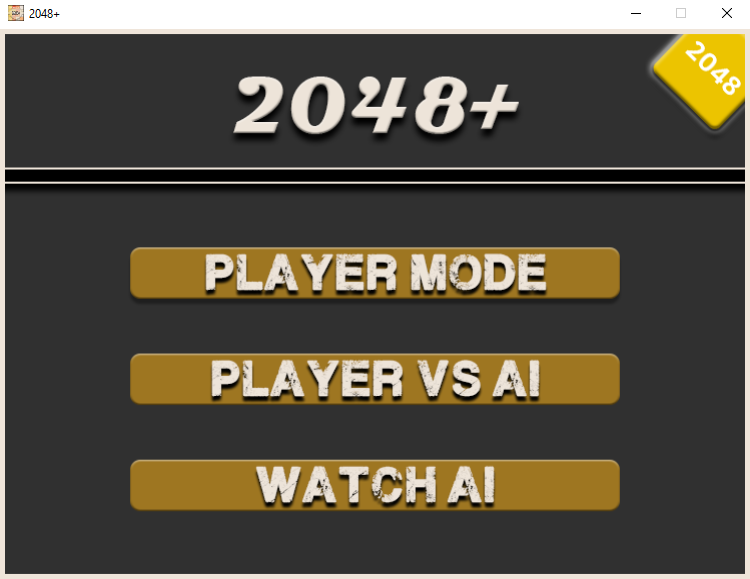 2048+
2048+
2048
PLAYER MODE
PLAYER VS AI
WATCH AI